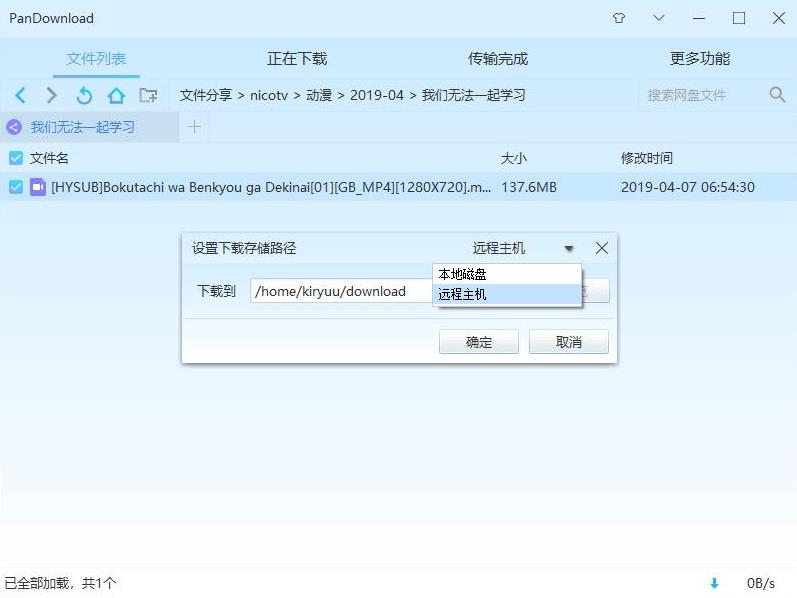 PanDownload
文件列表 正在下载 传输完成 更多功能
文件分享 > nicotv > 动漫 > 2019-04 > 我们无法一起学习 搜索网盘文件
我们无法一起学习
文件名 大小 修改时间
[HYSUB]Bokutachi wa Benkyou ga Dekinai[01][GB_MP4][1280X720].m... 137.6MB 2019-04-07 06:54:30
设置下载存储路径 远程主机
本地磁盘
下载到 /home/kiryuu/download 远程主机
确定 取消
已全部加载，共1个 0B/s